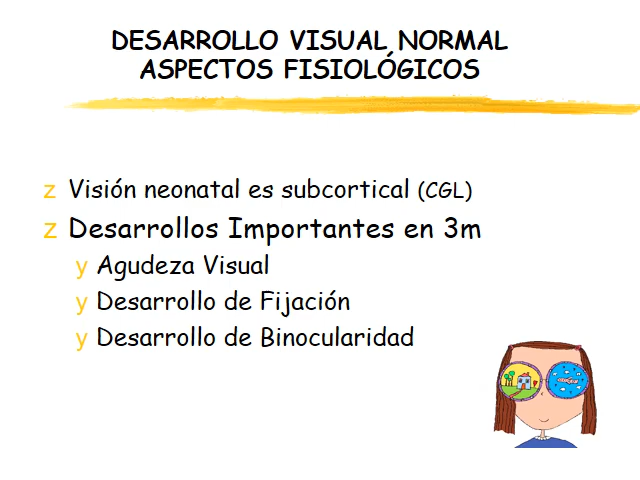 DESARROLLO VISUAL NORMAL
ASPECTOS FISIOLÓGICOS
z Visión neonatal es subcortical (CGL)
z Desarrollos Importantes en 3m
y Agudeza Visual
y Desarrollo de Fijación
y Desarrollo de Binocularidad